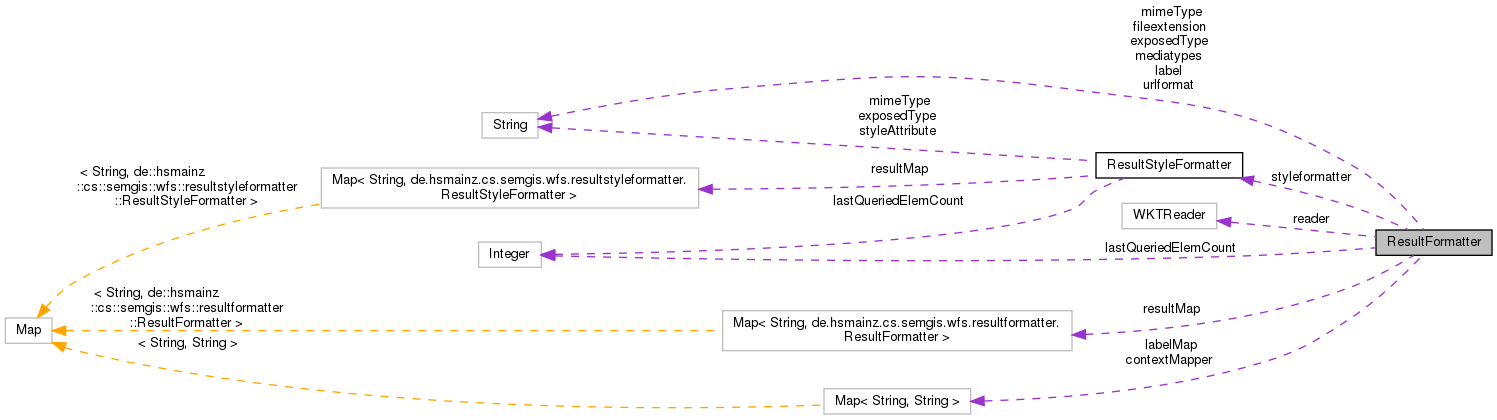 mimeType
fileextension
exposedType
mediatypes
label
urlformat
mimeType
exposedType
styleAttribute
String
ResultStyleFormatter
resultMap
< String, de::hsmainz
::cs::semgis::wfs::resultstyleformatter
::ResultStyleFormatter >
Map< String, de.hsmainz.cs.semgis.wfs.resultstyleformatter.
ResultStyleFormatter >
styleformatter
lastQueriedElemCount
WKTReader
reader
ResultFormatter
Integer
lastQueriedElemCount
< String, de::hsmainz
::cs::semgis::wfs::resultformatter
::ResultFormatter >
resultMap
Map
Map< String, de.hsmainz.cs.semgis.wfs.resultformatter.
ResultFormatter >
< String, String >
labelMap
contextMapper
Map< String, String >